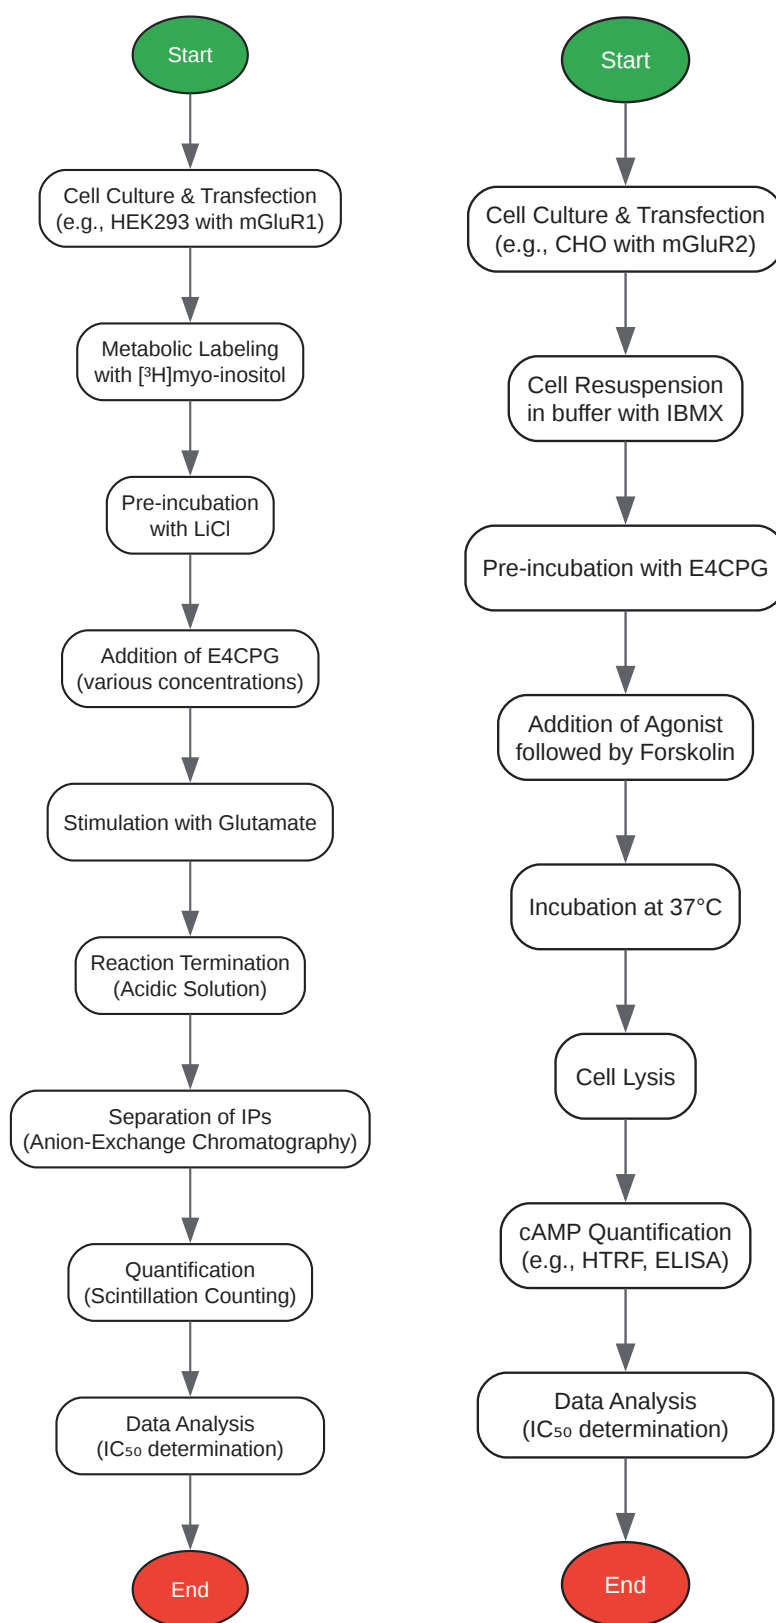 Start
Cell Culture & Transfection
(e.g., HEK293 with mGluR1)
Metabolic Labeling
with [³H]myo-inositol
Pre-incubation
with LiCl
Addition of E4CPG
(various concentrations)
Stimulation with Glutamate
Reaction Termination
(Acidic Solution)
Separation of IPs
(Anion-Exchange Chromatography)
Quantification
(Scintillation Counting)
Data Analysis
(IC₅₀ determination)
End
Start
Cell Culture & Transfection
(e.g., CHO with mGluR2)
Cell Resuspension
in buffer with IBMX
Pre-incubation with E4CPG
Addition of Agonist
followed by Forskolin
Incubation at 37°C
Cell Lysis
cAMP Quantification
(e.g., HTRF, ELISA)
Data Analysis
(IC₅₀ determination)
End